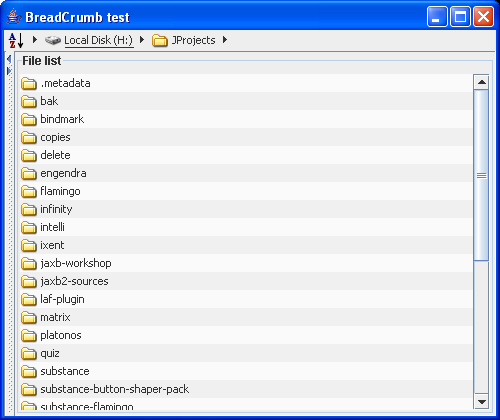 BreadCrumb test
Local Disk (H:) JProjects
File list
.metadata
bak
bindmark
copies
delete
engendra
flamingo
infinity
intelli
ixent
jaxb-workshop
jaxb2-sources
laf-plugin
matrix
platonos
quiz
substance
substance-button-shaper-pack
substance-flamingo